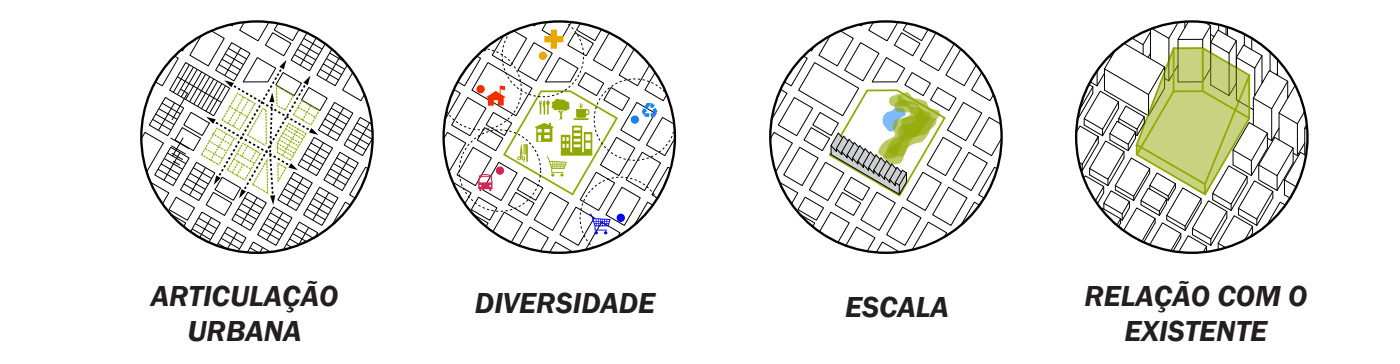 ARTICULAÇÃO
URBANA
DIVERSIDADE
ESCALA
RELAÇÃO COM O
EXISTENTE